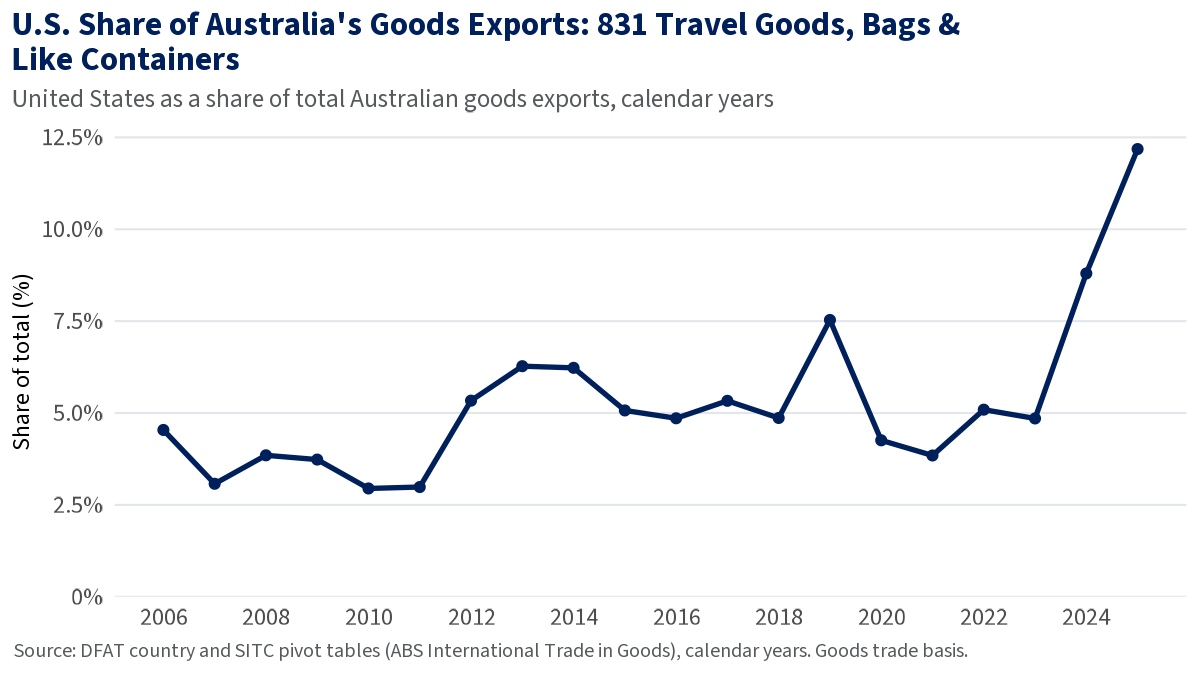 U.S. Share of Australia's Goods Exports: 831 Travel Goods, Bags &
Like Containers
United States as a share of total Australian goods exports, calendar years
Share of total (%)
12.5%
10.0%
7.5%
5.0%
2.5%
0%
2006 2008 2010 2012 2014 2016 2018 2020 2022 2024
Source: DFAT country and SITC pivot tables (ABS International Trade in Goods), calendar years. Goods trade basis.